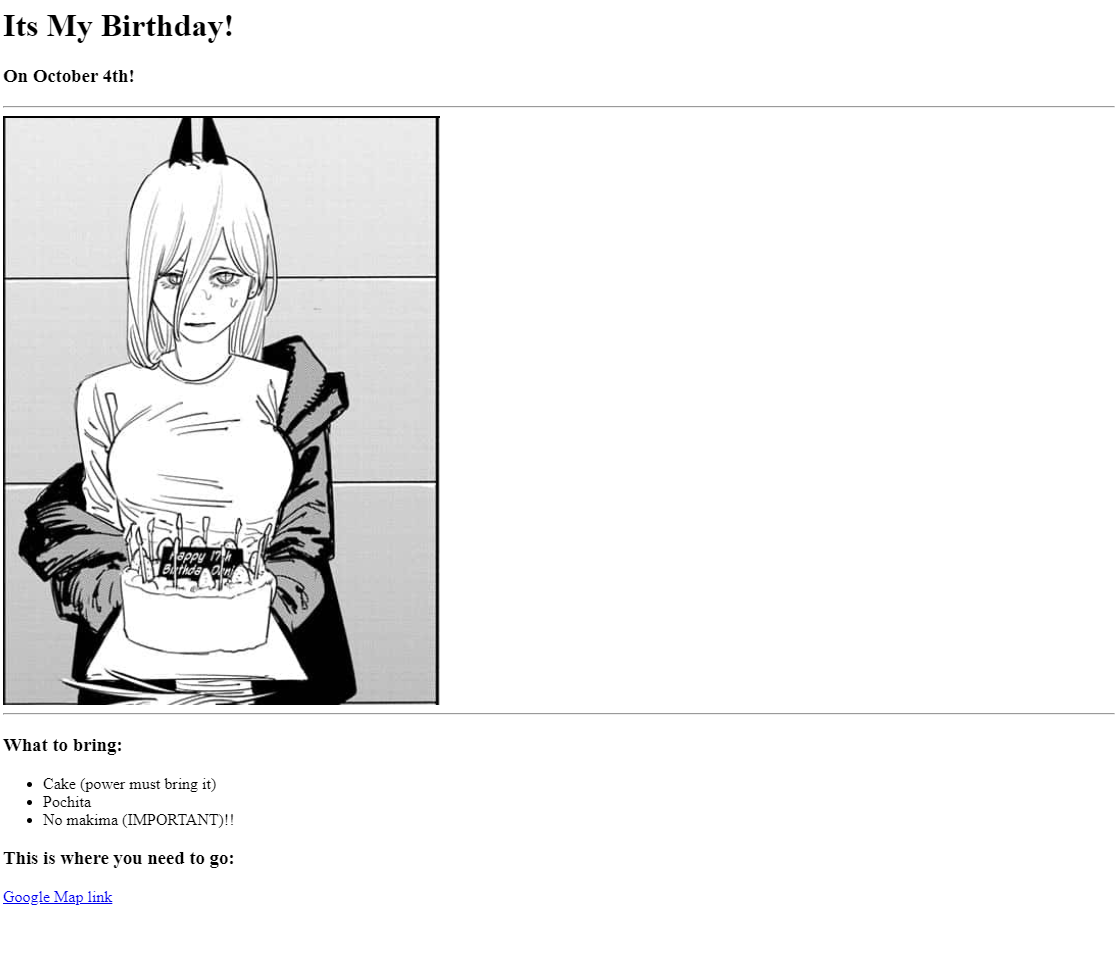 Its My Birthday!
On October 4th!
Happy 17th
Birthday Deni
What to bring:
Cake (power must bring it)
Pochita
No makima (IMPORTANT)!!
This is where you need to go:
Google Map link